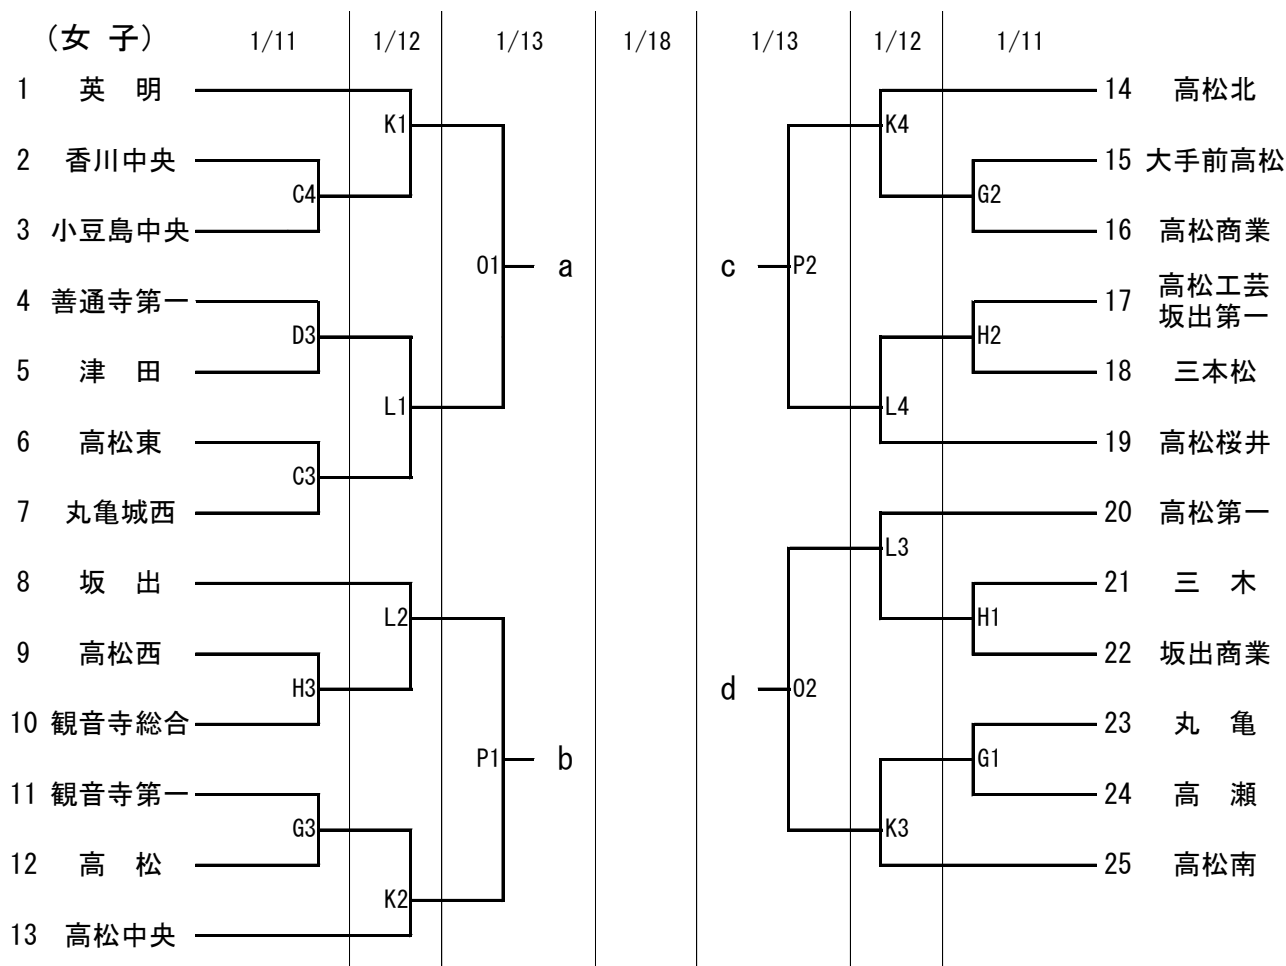 （女 子） 1/11 1/12 1/13 1/18 1/13 1/12 1/11
1 英 明
K1
2 香川中央
C4
3 小豆島中央
O1 a
4 善通寺第一
D3
5 津 田
L1
6 高松東
C3
7 丸亀城西
8 坂 出
L2
9 高松西
H3
10 観音寺総合
P1 b
11 観音寺第一
G3
12 高 松
K2
13 高松中央
14 高松北
K4
15 大手前高松
G2
16 高松商業
c P2
17 高松工芸
坂出第一
H2
18 三本松
L4
19 高松桜井
20 高松第一
L3
21 三 木
H1
22 坂出商業
d O2
23 丸 亀
G1
24 高 瀬
K3
25 高松南